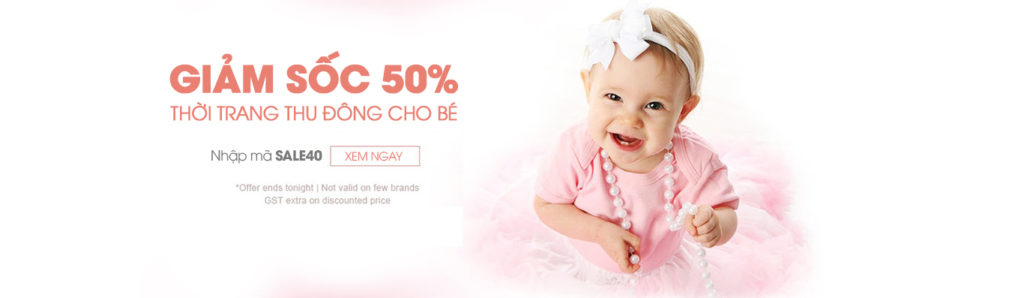 GIẢM SỐC 50%
THỜI TRANG THU ĐÔNG CHO BÉ
Nhập mã SALE40 XEM NGAY
*Offer ends tonight | Not valid on few brands
GST extra on discounted price